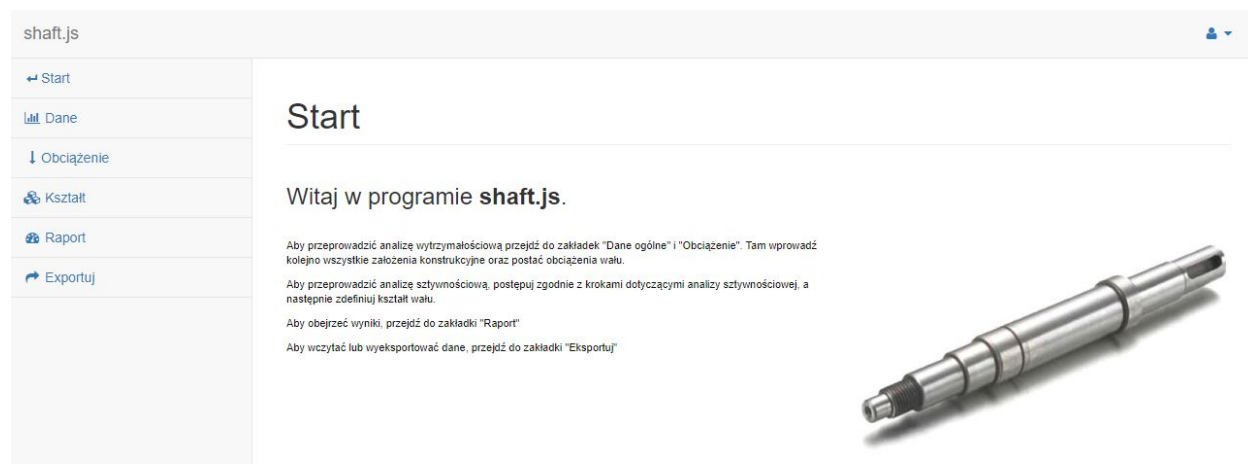 shaft.js
Start
Dane
Obciążenie
Kształt
Raport
Exportuj
Start
Witaj w programie shaft.js.
Aby przeprowadzić analizę wytrzymałościową przejdź do zakładek "Dane ogólne" i "Obciążenie". Tam wprowadź
kolejno wszystkie założenia konstrukcyjne oraz postać obciążenia wału.
Aby przeprowadzić analizę sztywnościową, postępuj zgodnie z krokami dotyczącymi analizy sztywnościowej, a
następnie zdefiniuj kształt wału.
Aby obejrzeć wyniki, przejdź do zakładki "Raport"
Aby wczytać lub wyeksportować dane, przejdź do zakładki "Eksportuj"